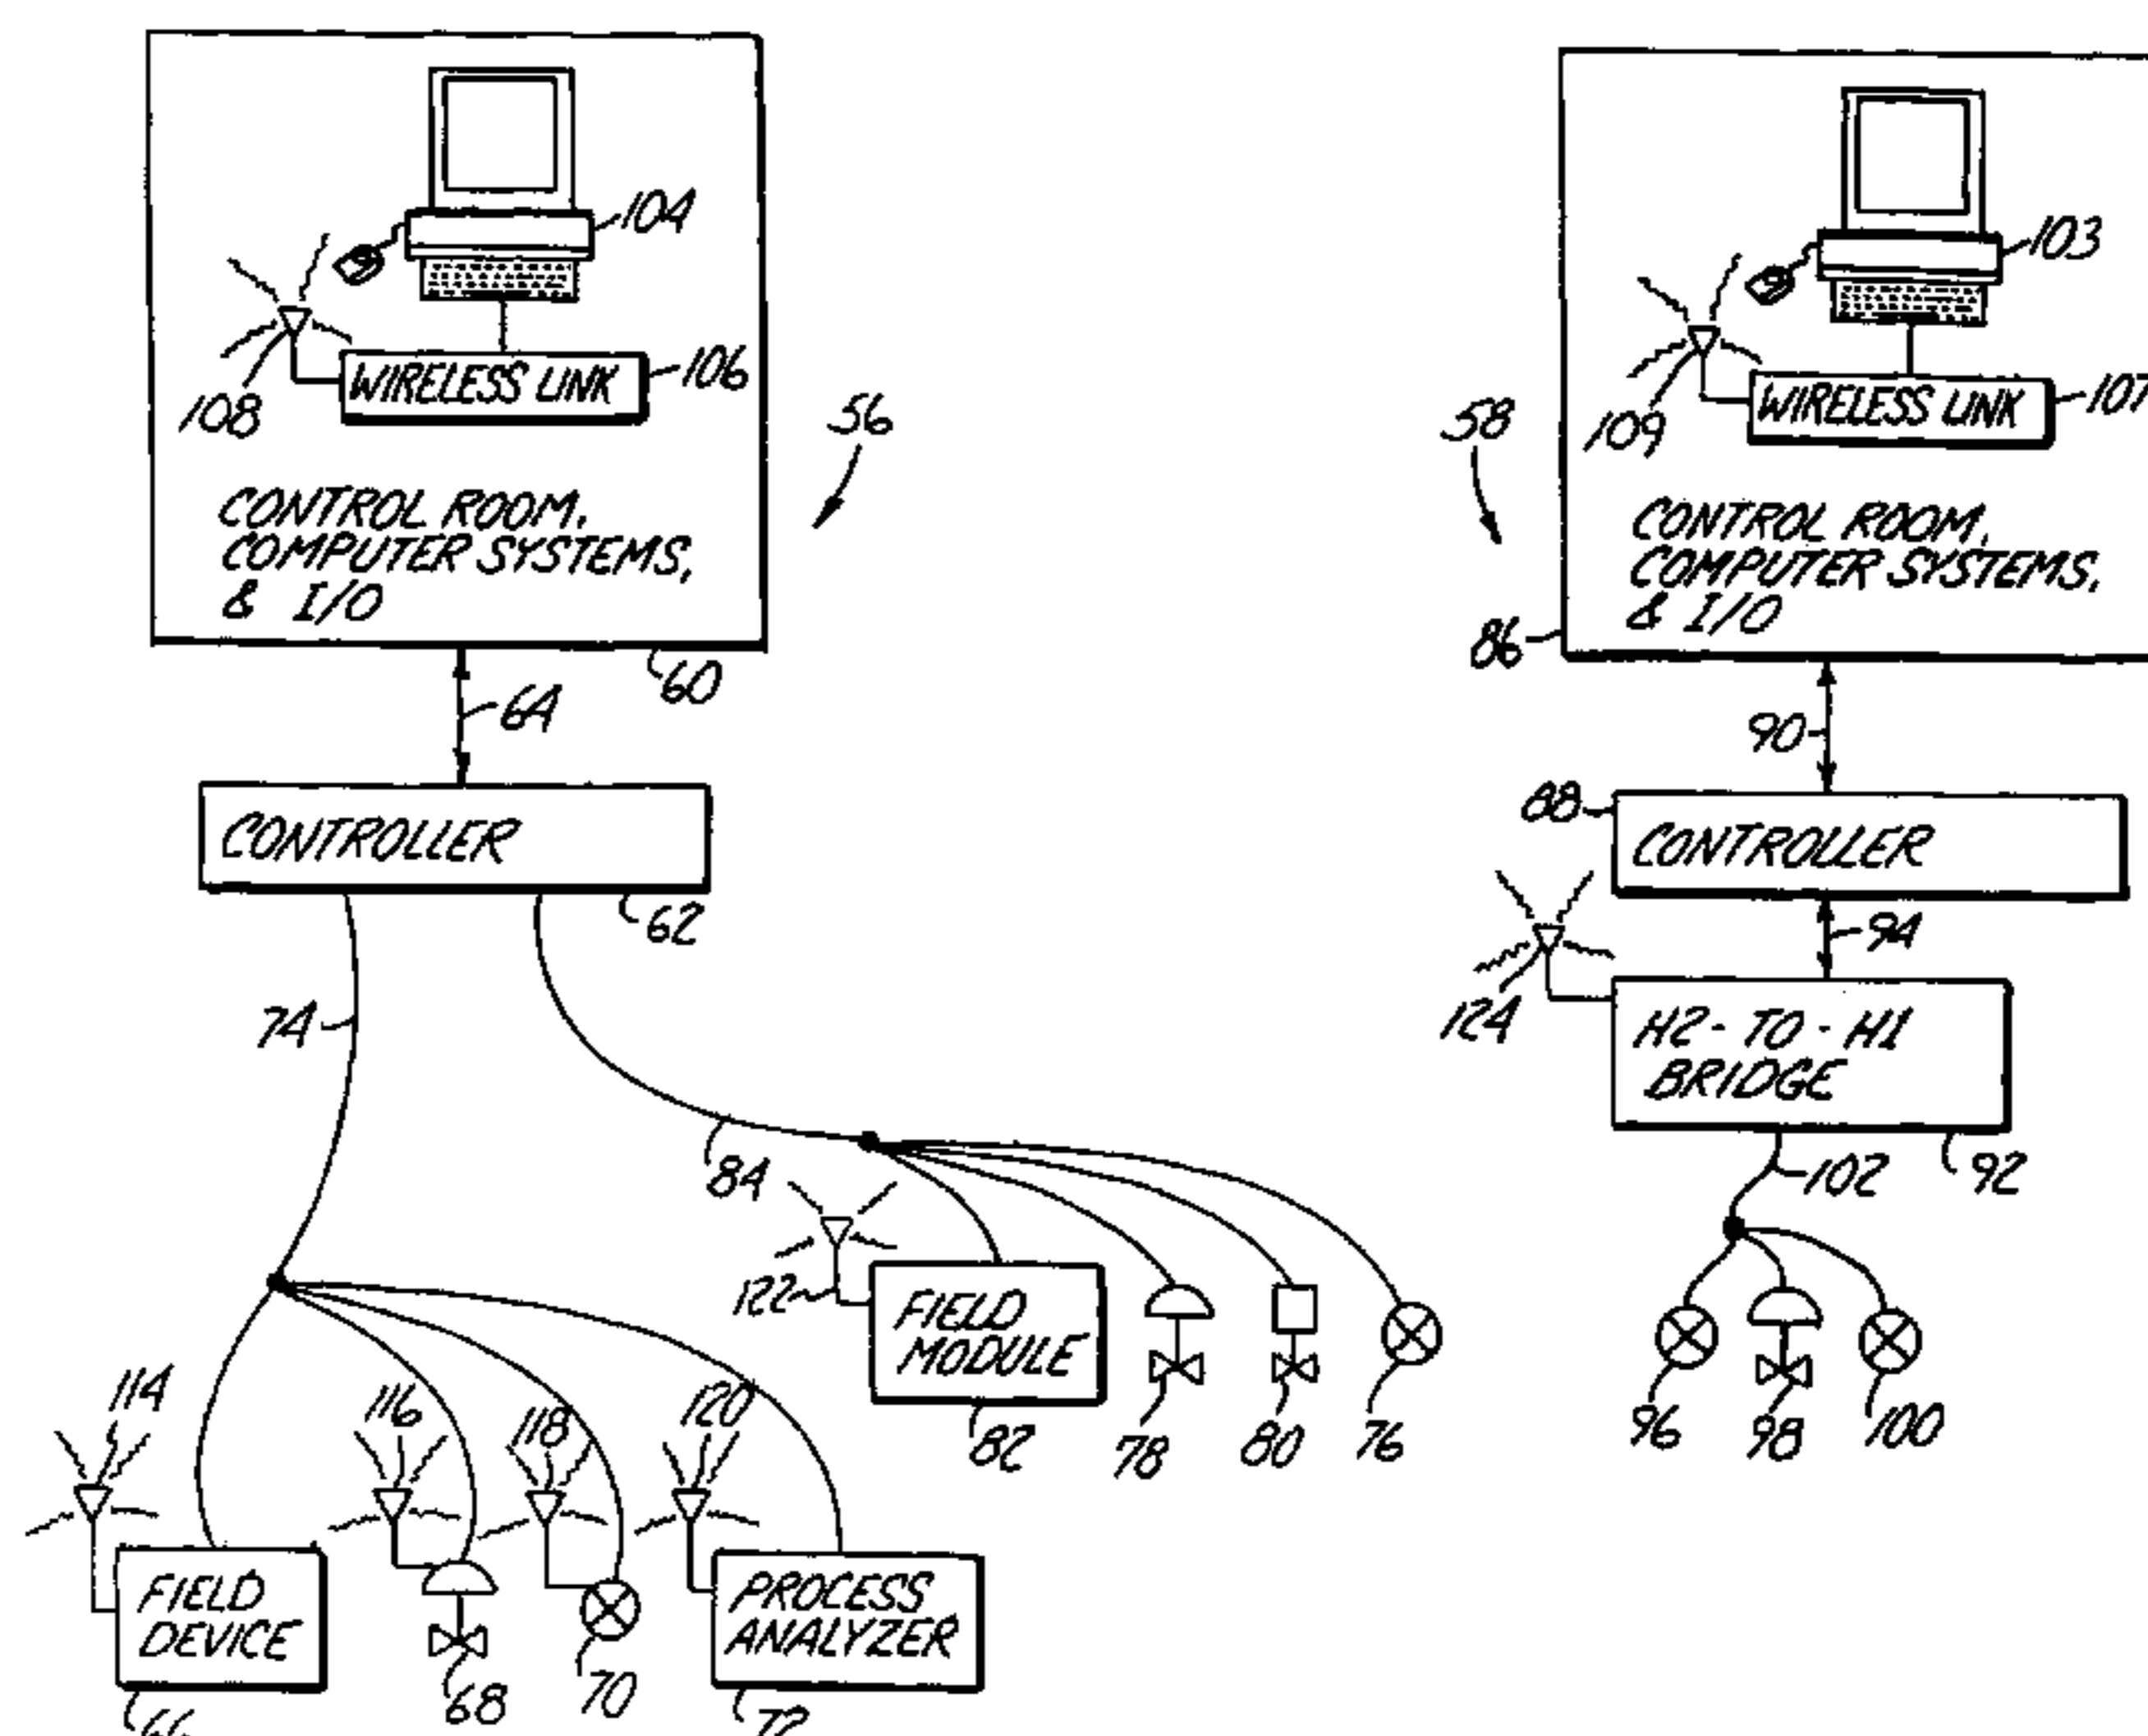 104
WIRELESS LINK
106
108
56
CONTROL ROOM,
COMPUTER SYSTEMS,
& I/O
60
64
CONTROLLER
62
74
84
122
FIELD
MODULE
82
78
80
76
114
116
118
120
FIELD
DEVICE
66
68
70
PROCESS
ANALYZER
72
103
WIRELESS LINK
107
109
58
CONTROL ROOM,
COMPUTER SYSTEMS,
& I/O
86
90
88
CONTROLLER
94
124
H2-TO-H1
BRIDGE
102
92
96
98
100